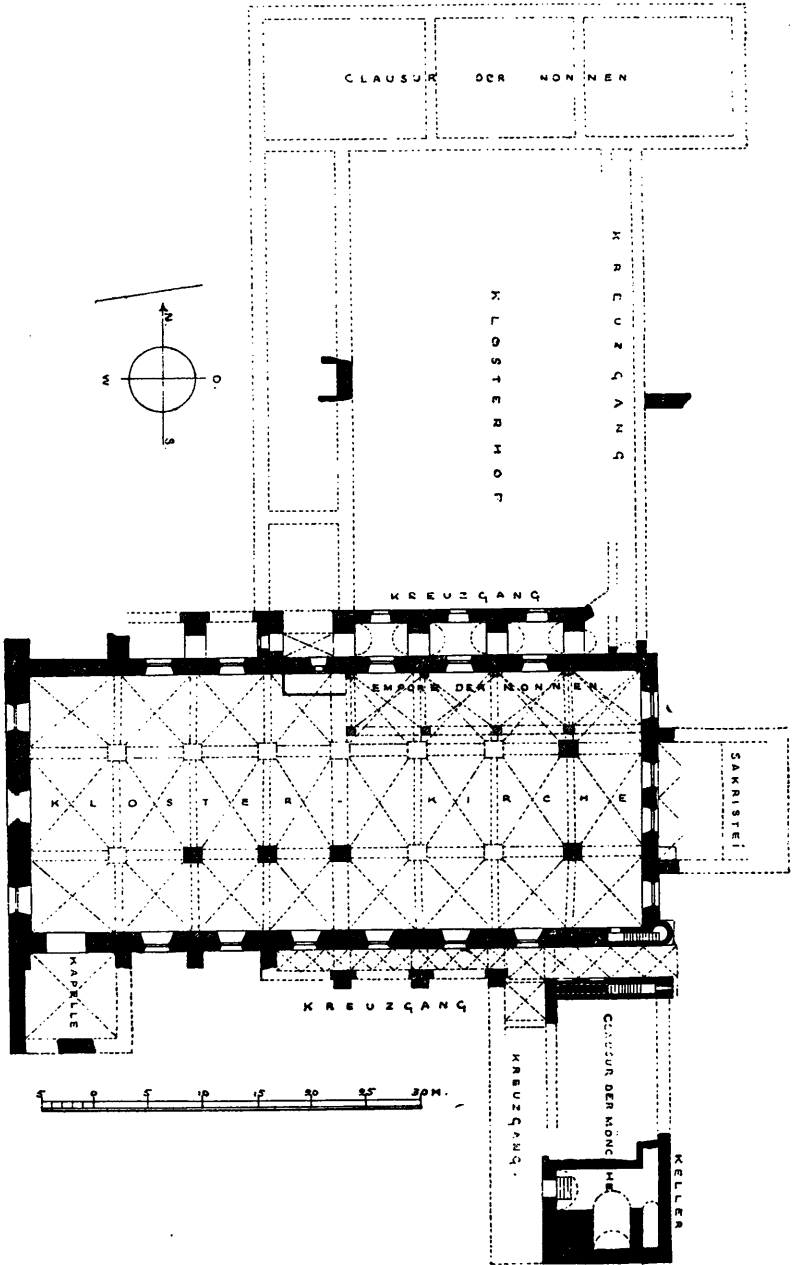 CLAUSUR DER NONNEN
KREUZGANG
KLOSTERHOF
N
W O.
S
KREUZGANG
EMPORE DER NONNEN
KLOSTER-KIRCHE
SAKRISTEI
KAPELLE
KREUZGANG
KREUZGANG.
CLAUSUR DER MÖNCHE
KELLER
5 0 5 10 15 20 25 30 M.